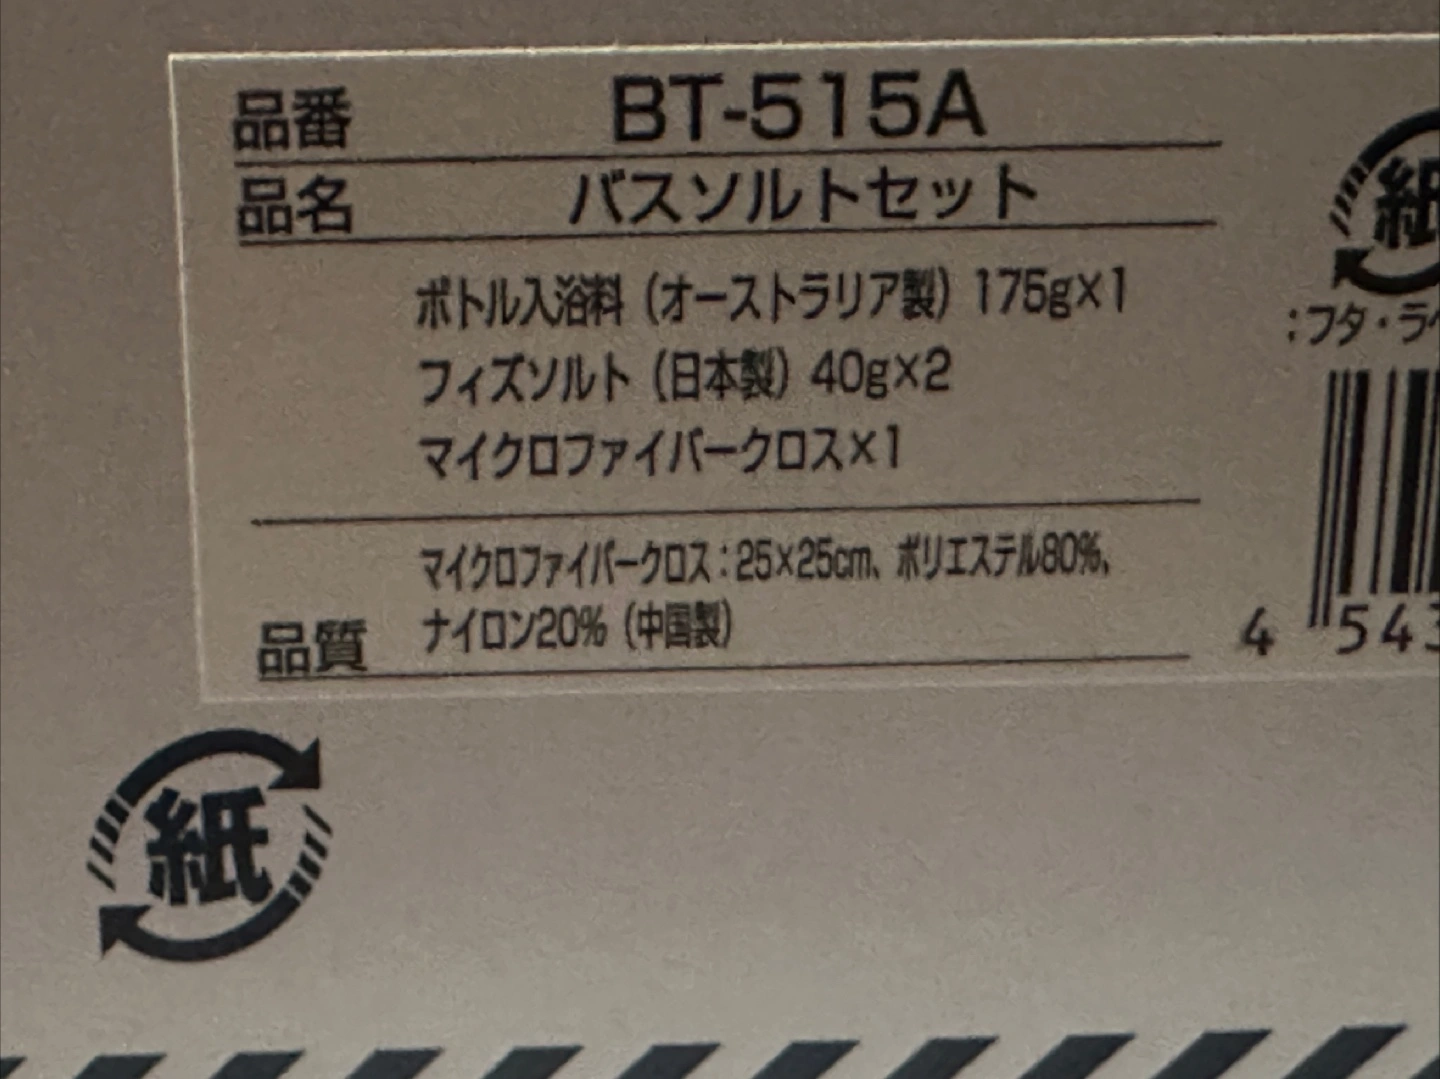 品番 BT-515A
品名 バスソルトセット
ボトル入浴料（オーストラリア製）175g×1
フィズソルト（日本製）40g×2
マイクロファイバークロス×1
マイクロファイバークロス：25×25cm、ポリエステル80%、
品質 ナイロン20%（中国製）
紙
：フタ・ラ
4 543
紙